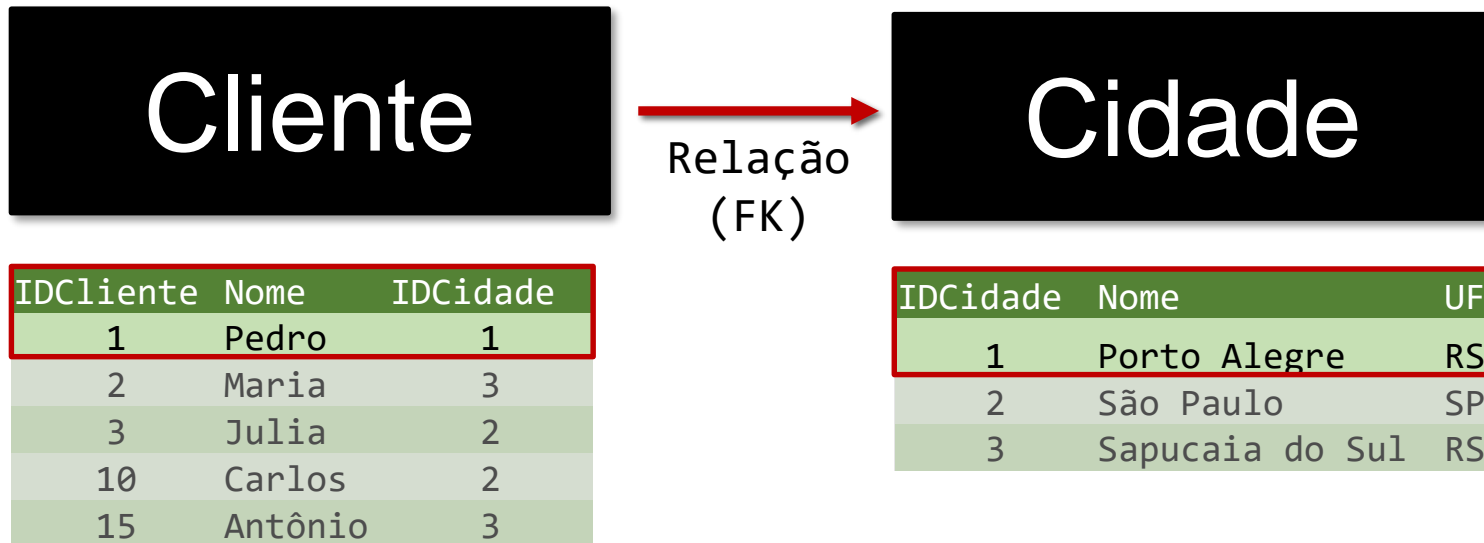 Cliente
Relação
(FK)
Cidade
IDCliente Nome IDCidade
1 Pedro 1
2 Maria 3
3 Julia 2
10 Carlos 2
15 Antônio 3
IDCidade Nome UF
1 Porto Alegre RS
2 São Paulo SP
3 Sapucaia do Sul RS